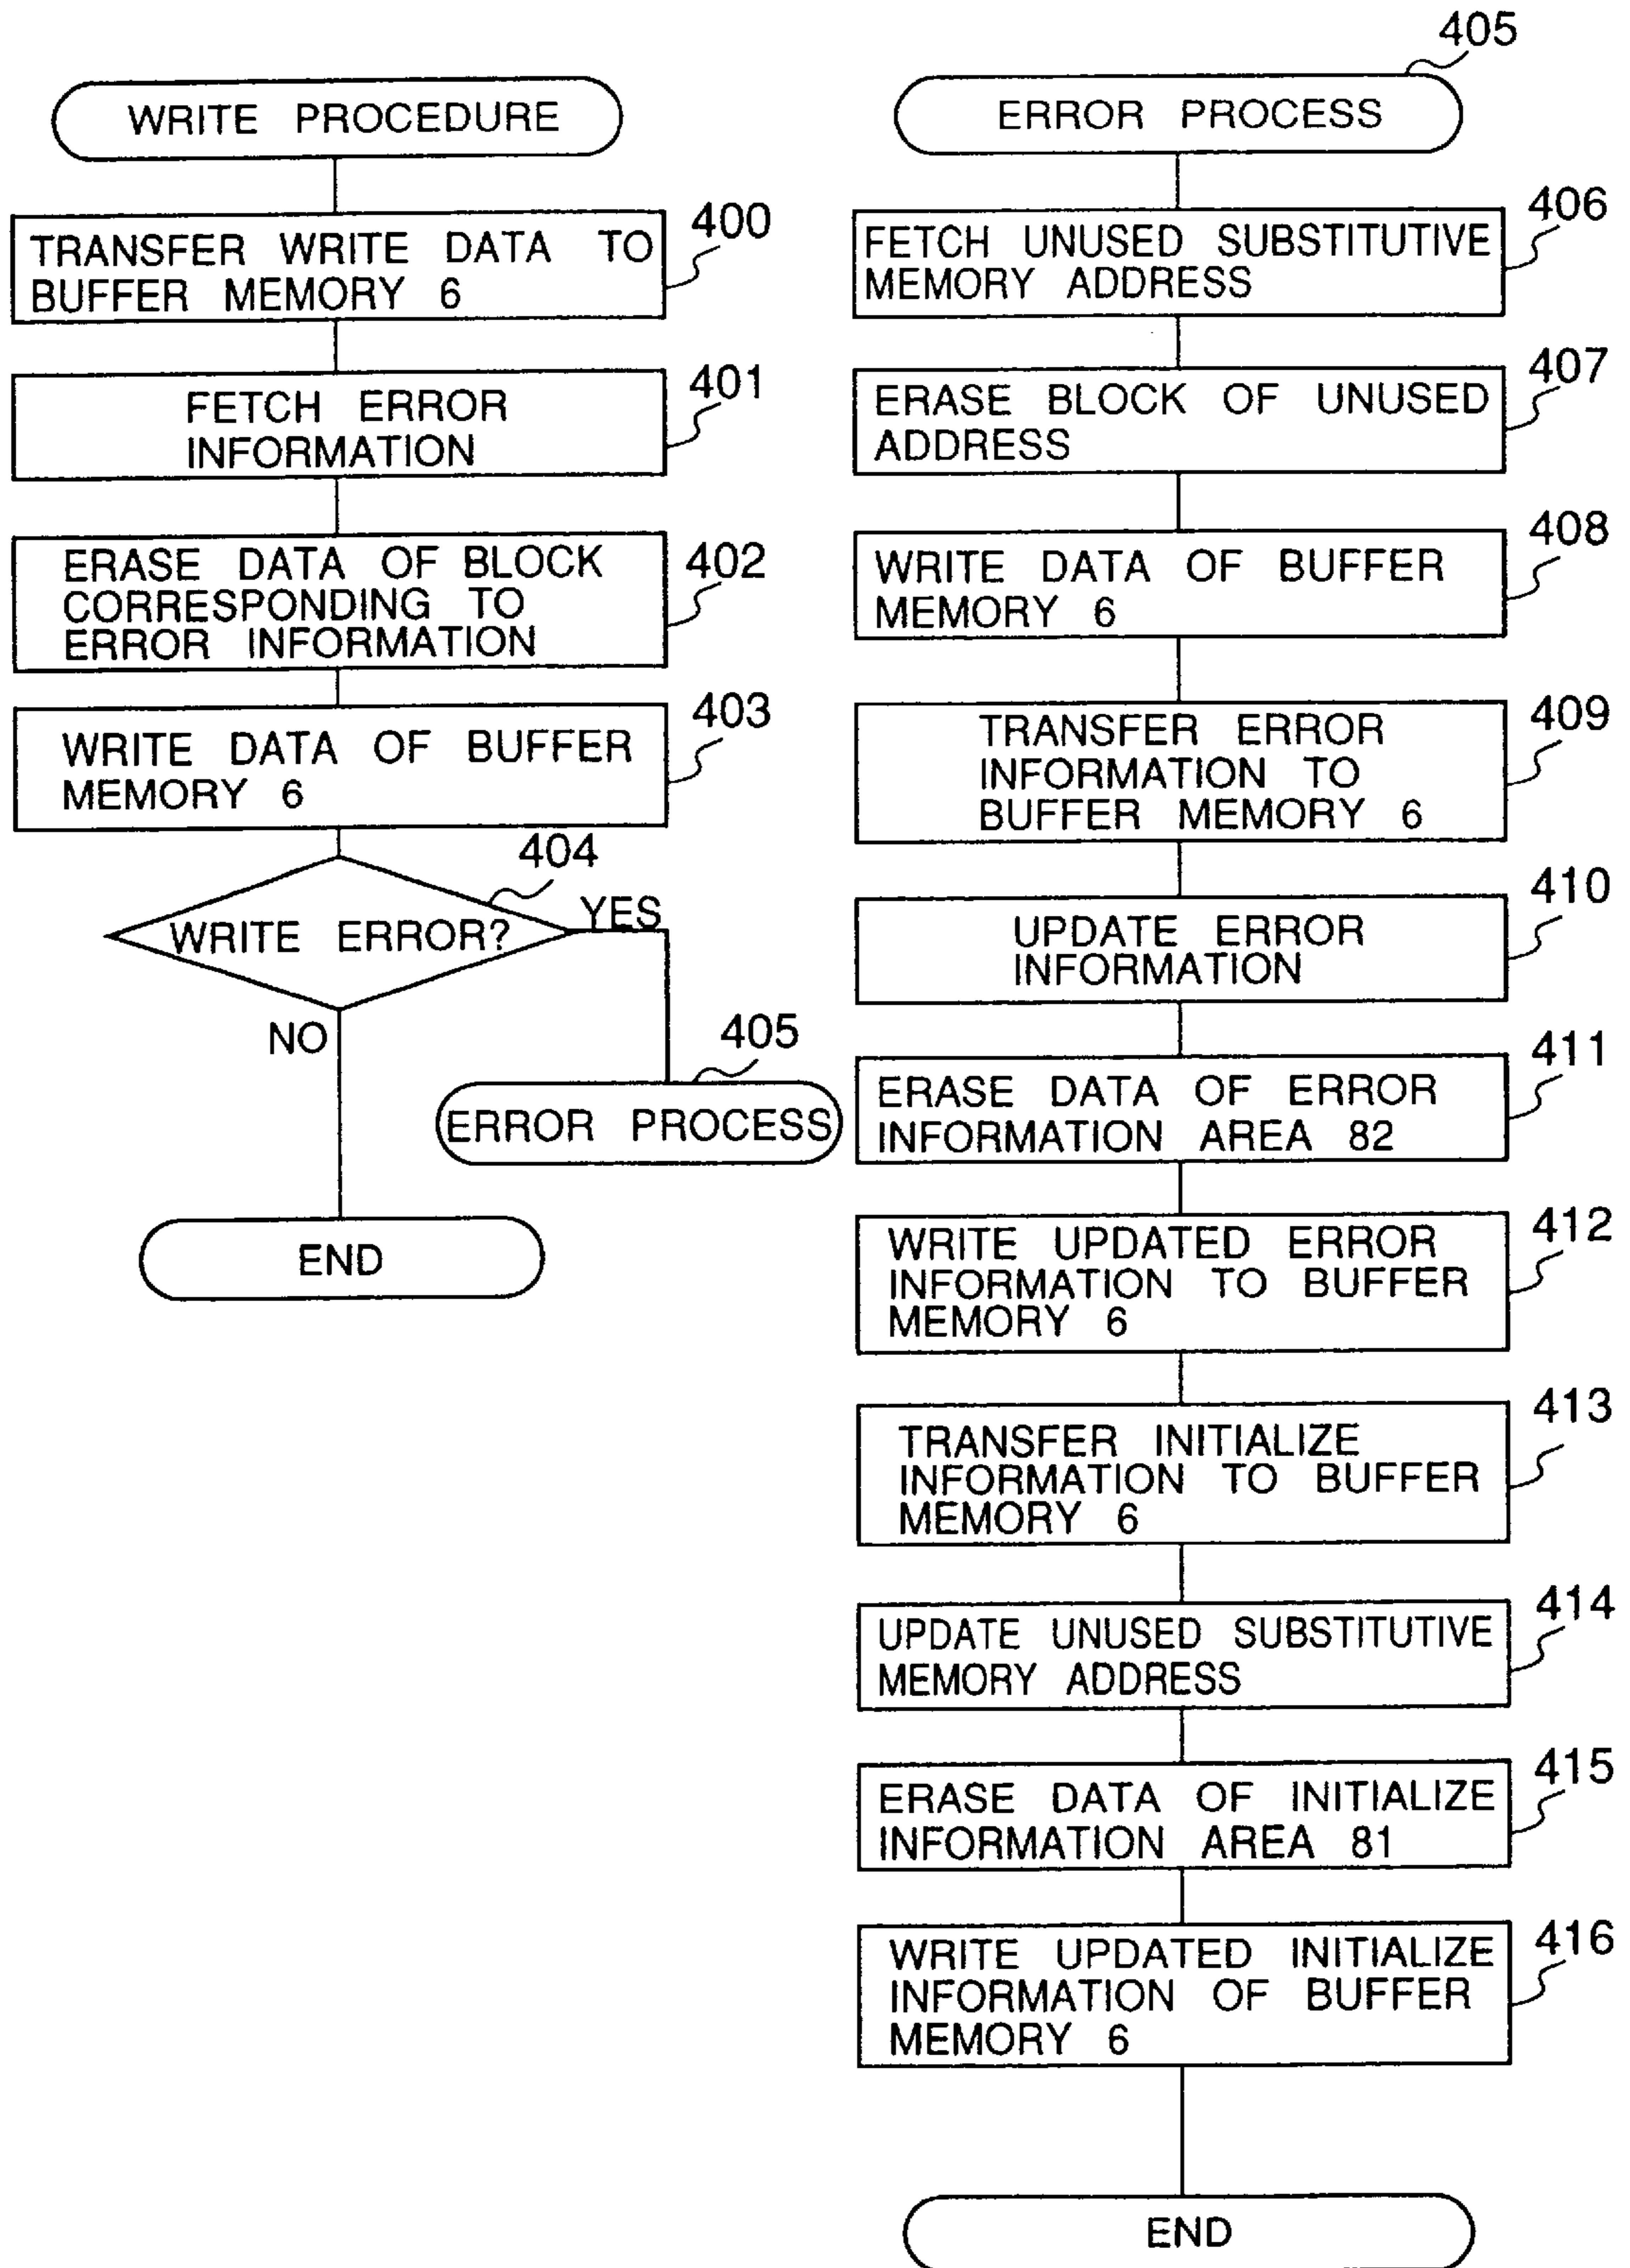 WRITE PROCEDURE
400
TRANSFER WRITE DATA TO
BUFFER MEMORY 6
401
FETCH ERROR
INFORMATION
402
ERASE DATA OF BLOCK
CORRESPONDING TO
ERROR INFORMATION
403
WRITE DATA OF BUFFER
MEMORY 6
404
WRITE ERROR?
YES
NO
405
ERROR PROCESS
END
405
ERROR PROCESS
406
FETCH UNUSED SUBSTITUTIVE
MEMORY ADDRESS
407
ERASE BLOCK OF UNUSED
ADDRESS
408
WRITE DATA OF BUFFER
MEMORY 6
409
TRANSFER ERROR
INFORMATION TO
BUFFER MEMORY 6
410
UPDATE ERROR
INFORMATION
411
ERASE DATA OF ERROR
INFORMATION AREA 82
412
WRITE UPDATED ERROR
INFORMATION TO BUFFER
MEMORY 6
413
TRANSFER INITIALIZE
INFORMATION TO BUFFER
MEMORY 6
414
UPDATE UNUSED SUBSTITUTIVE
MEMORY ADDRESS
415
ERASE DATA OF INITIALIZE
INFORMATION AREA 81
416
WRITE UPDATED INITIALIZE
INFORMATION OF BUFFER
MEMORY 6
END